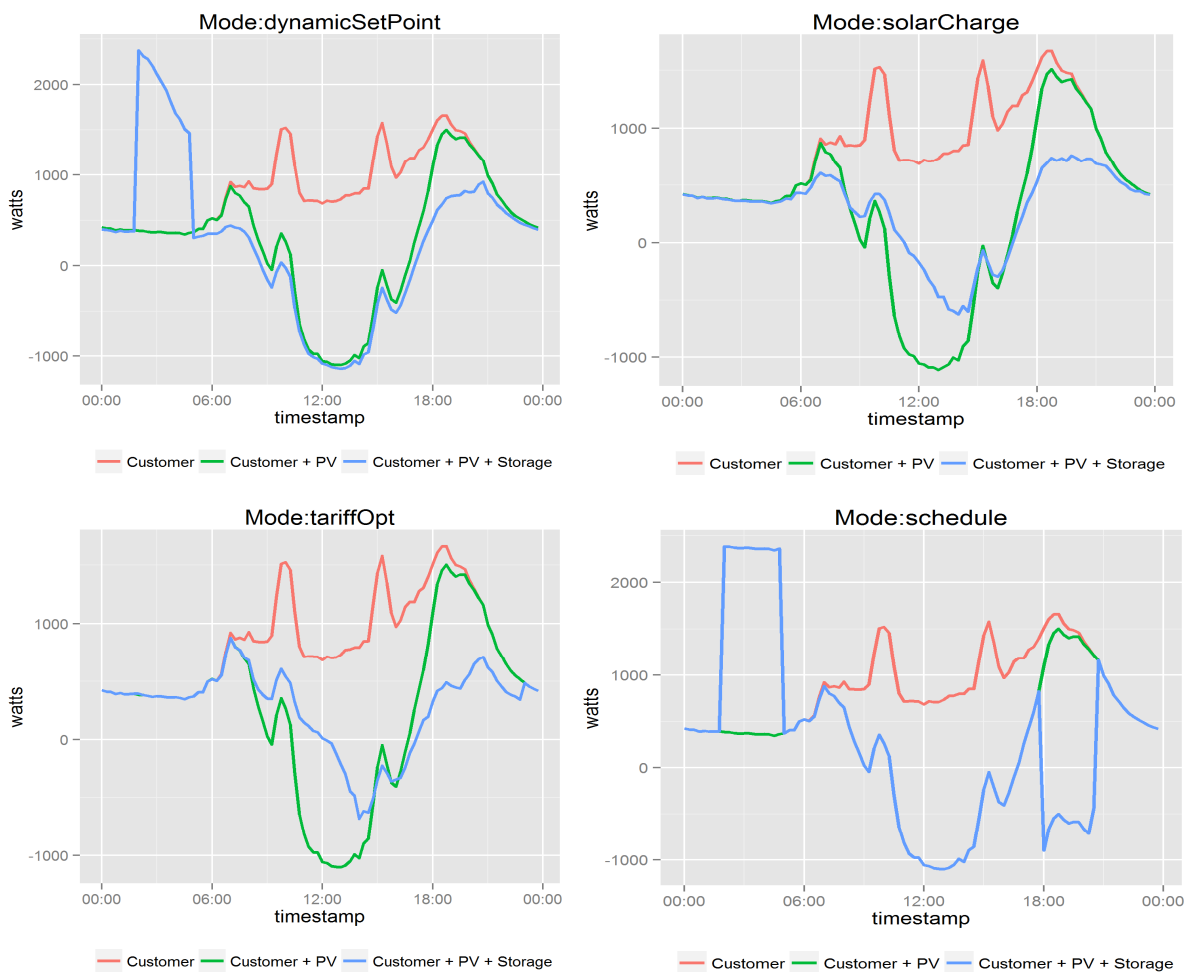 Mode:dynamicSetPoint
watts
2000
1000
0
-1000
00:00 06:00 12:00 18:00 00:00
timestamp
Customer Customer + PV Customer + PV + Storage
Mode:solarCharge
watts
1000
0
-1000
00:00 06:00 12:00 18:00 00:00
timestamp
Customer Customer + PV Customer + PV + Storage
Mode:tariffOpt
watts
1000
0
-1000
00:00 06:00 12:00 18:00 00:00
timestamp
Customer Customer + PV Customer + PV + Storage
Mode:schedule
watts
2000
1000
0
-1000
00:00 06:00 12:00 18:00 00:00
timestamp
Customer Customer + PV Customer + PV + Storage